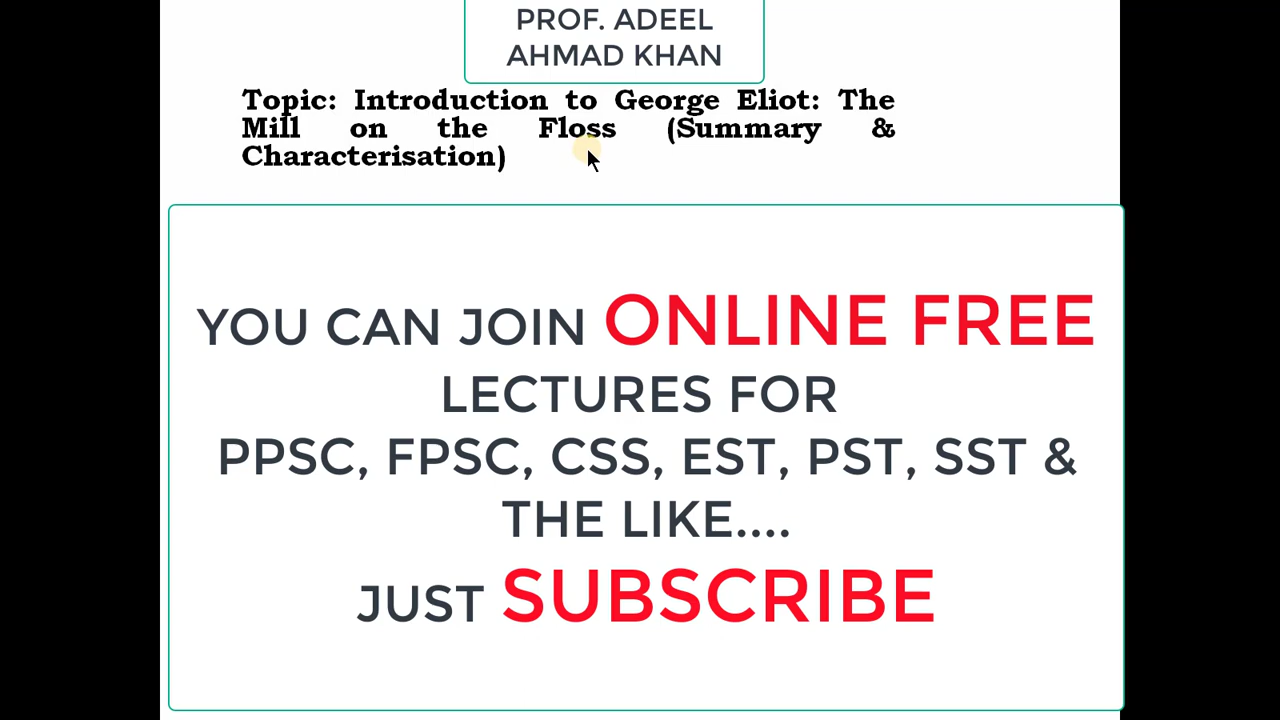 PROF. ADEEL
AHMAD KHAN
Topic: Introduction to George Eliot: The
Mill on the Floss (Summary &
Characterisation)
YOU CAN JOIN ONLINE FREE
LECTURES FOR
PPSC, FPSC, CSS, EST, PST, SST &
THE LIKE....
JUST SUBSCRIBE